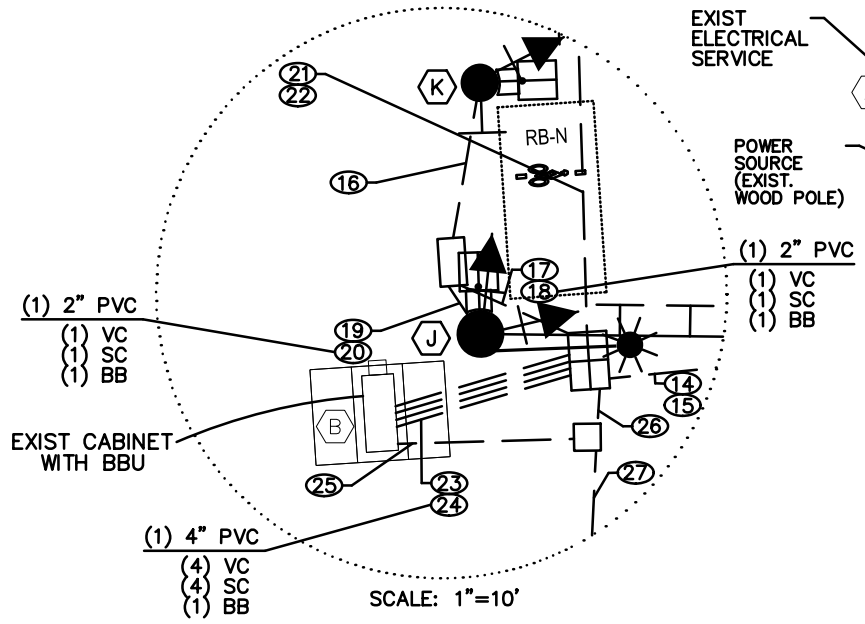 EXIST
ELECTRICAL
SERVICE
K
21
22
RB-N
POWER
SOURCE
(EXIST.
WOOD POLE)
16
(1) 2" PVC
(1) VC
(1) SC
(1) BB
17
18
(1) 2" PVC
(1) VC
(1) SC
(1) BB
19
20
J
14
15
B
26
EXIST CABINET
WITH BBU
25
23
24
27
(1) 4" PVC
(4) VC
(4) SC
(1) BB
SCALE: 1"=10'